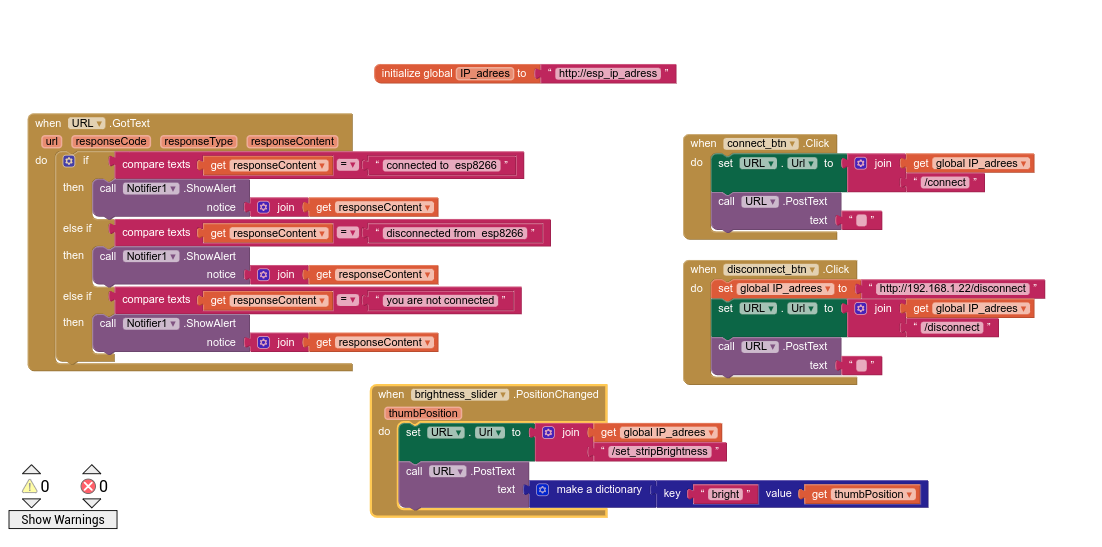 initialize global IP_adrees to “ http://esp_ip_adress ”
when URL .GotText
url responseCode responseType responseContent
do if compare texts get responseContent = “ connected to esp8266 ”
then call Notifier1 .ShowAlert
notice join get responseContent
else if compare texts get responseContent = “ disconnected from esp8266 ”
then call Notifier1 .ShowAlert
notice join get responseContent
else if compare texts get responseContent = “ you are not connected ”
then call Notifier1 .ShowAlert
notice join get responseContent
when connect_btn .Click
do set URL . Url to join get global IP_adrees
“ /connect ”
call URL .PostText
text “ ”
when disconnnect_btn .Click
do set global IP_adrees to “ http://192.168.1.22/disconnect ”
set URL . Url to join get global IP_adrees
“ /disconnect ”
call URL .PostText
text “ ”
when brightness_slider .PositionChanged
thumbPosition
do set URL . Url to join get global IP_adrees
“ /set_stripBrightness ”
call URL .PostText
text make a dictionary key “ bright ” value get thumbPosition
0 0
Show Warnings